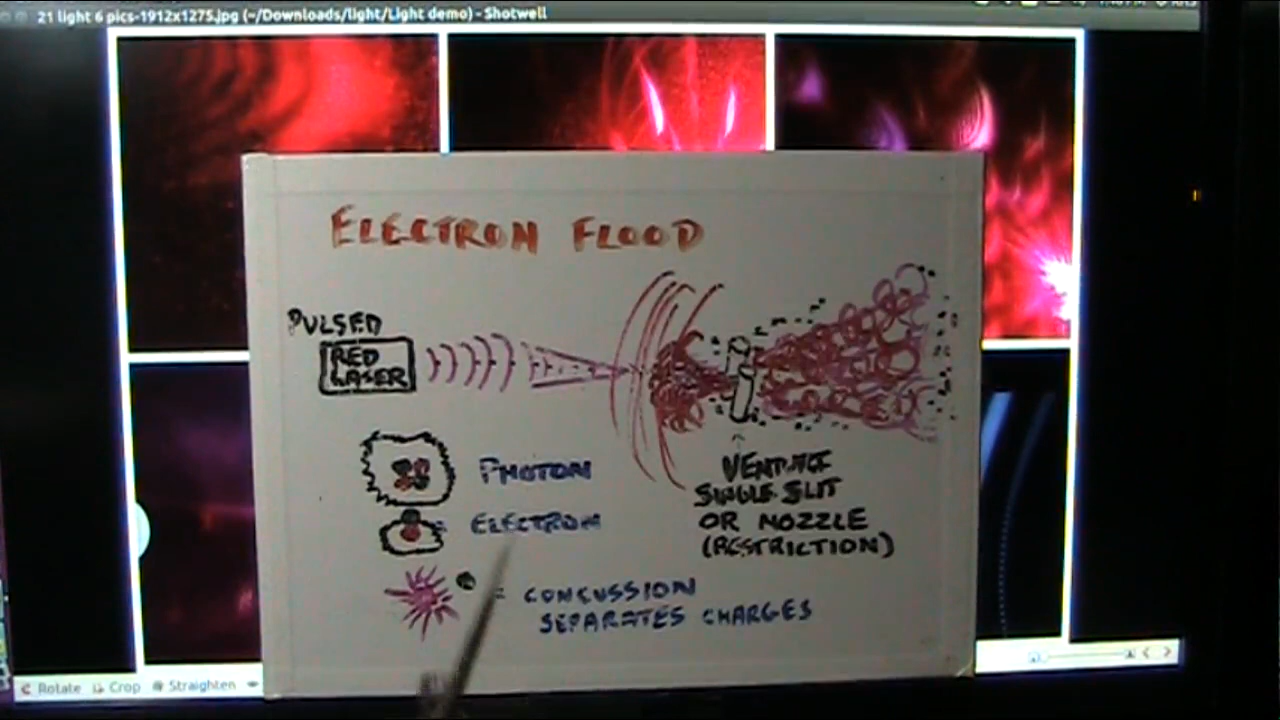 21 light 6 pics-1912x1275.jpg (~/Downloads/light/Light demo) - Shotwell
ELECTRON FLOOD
PULSED
RED
LASER
PHOTON
ELECTRON
SINGLE SLIT
OR NOZZLE
(RESTRICTION)
= CONCUSSION
SEPARATES CHARGES
Rotate Crop Straighten